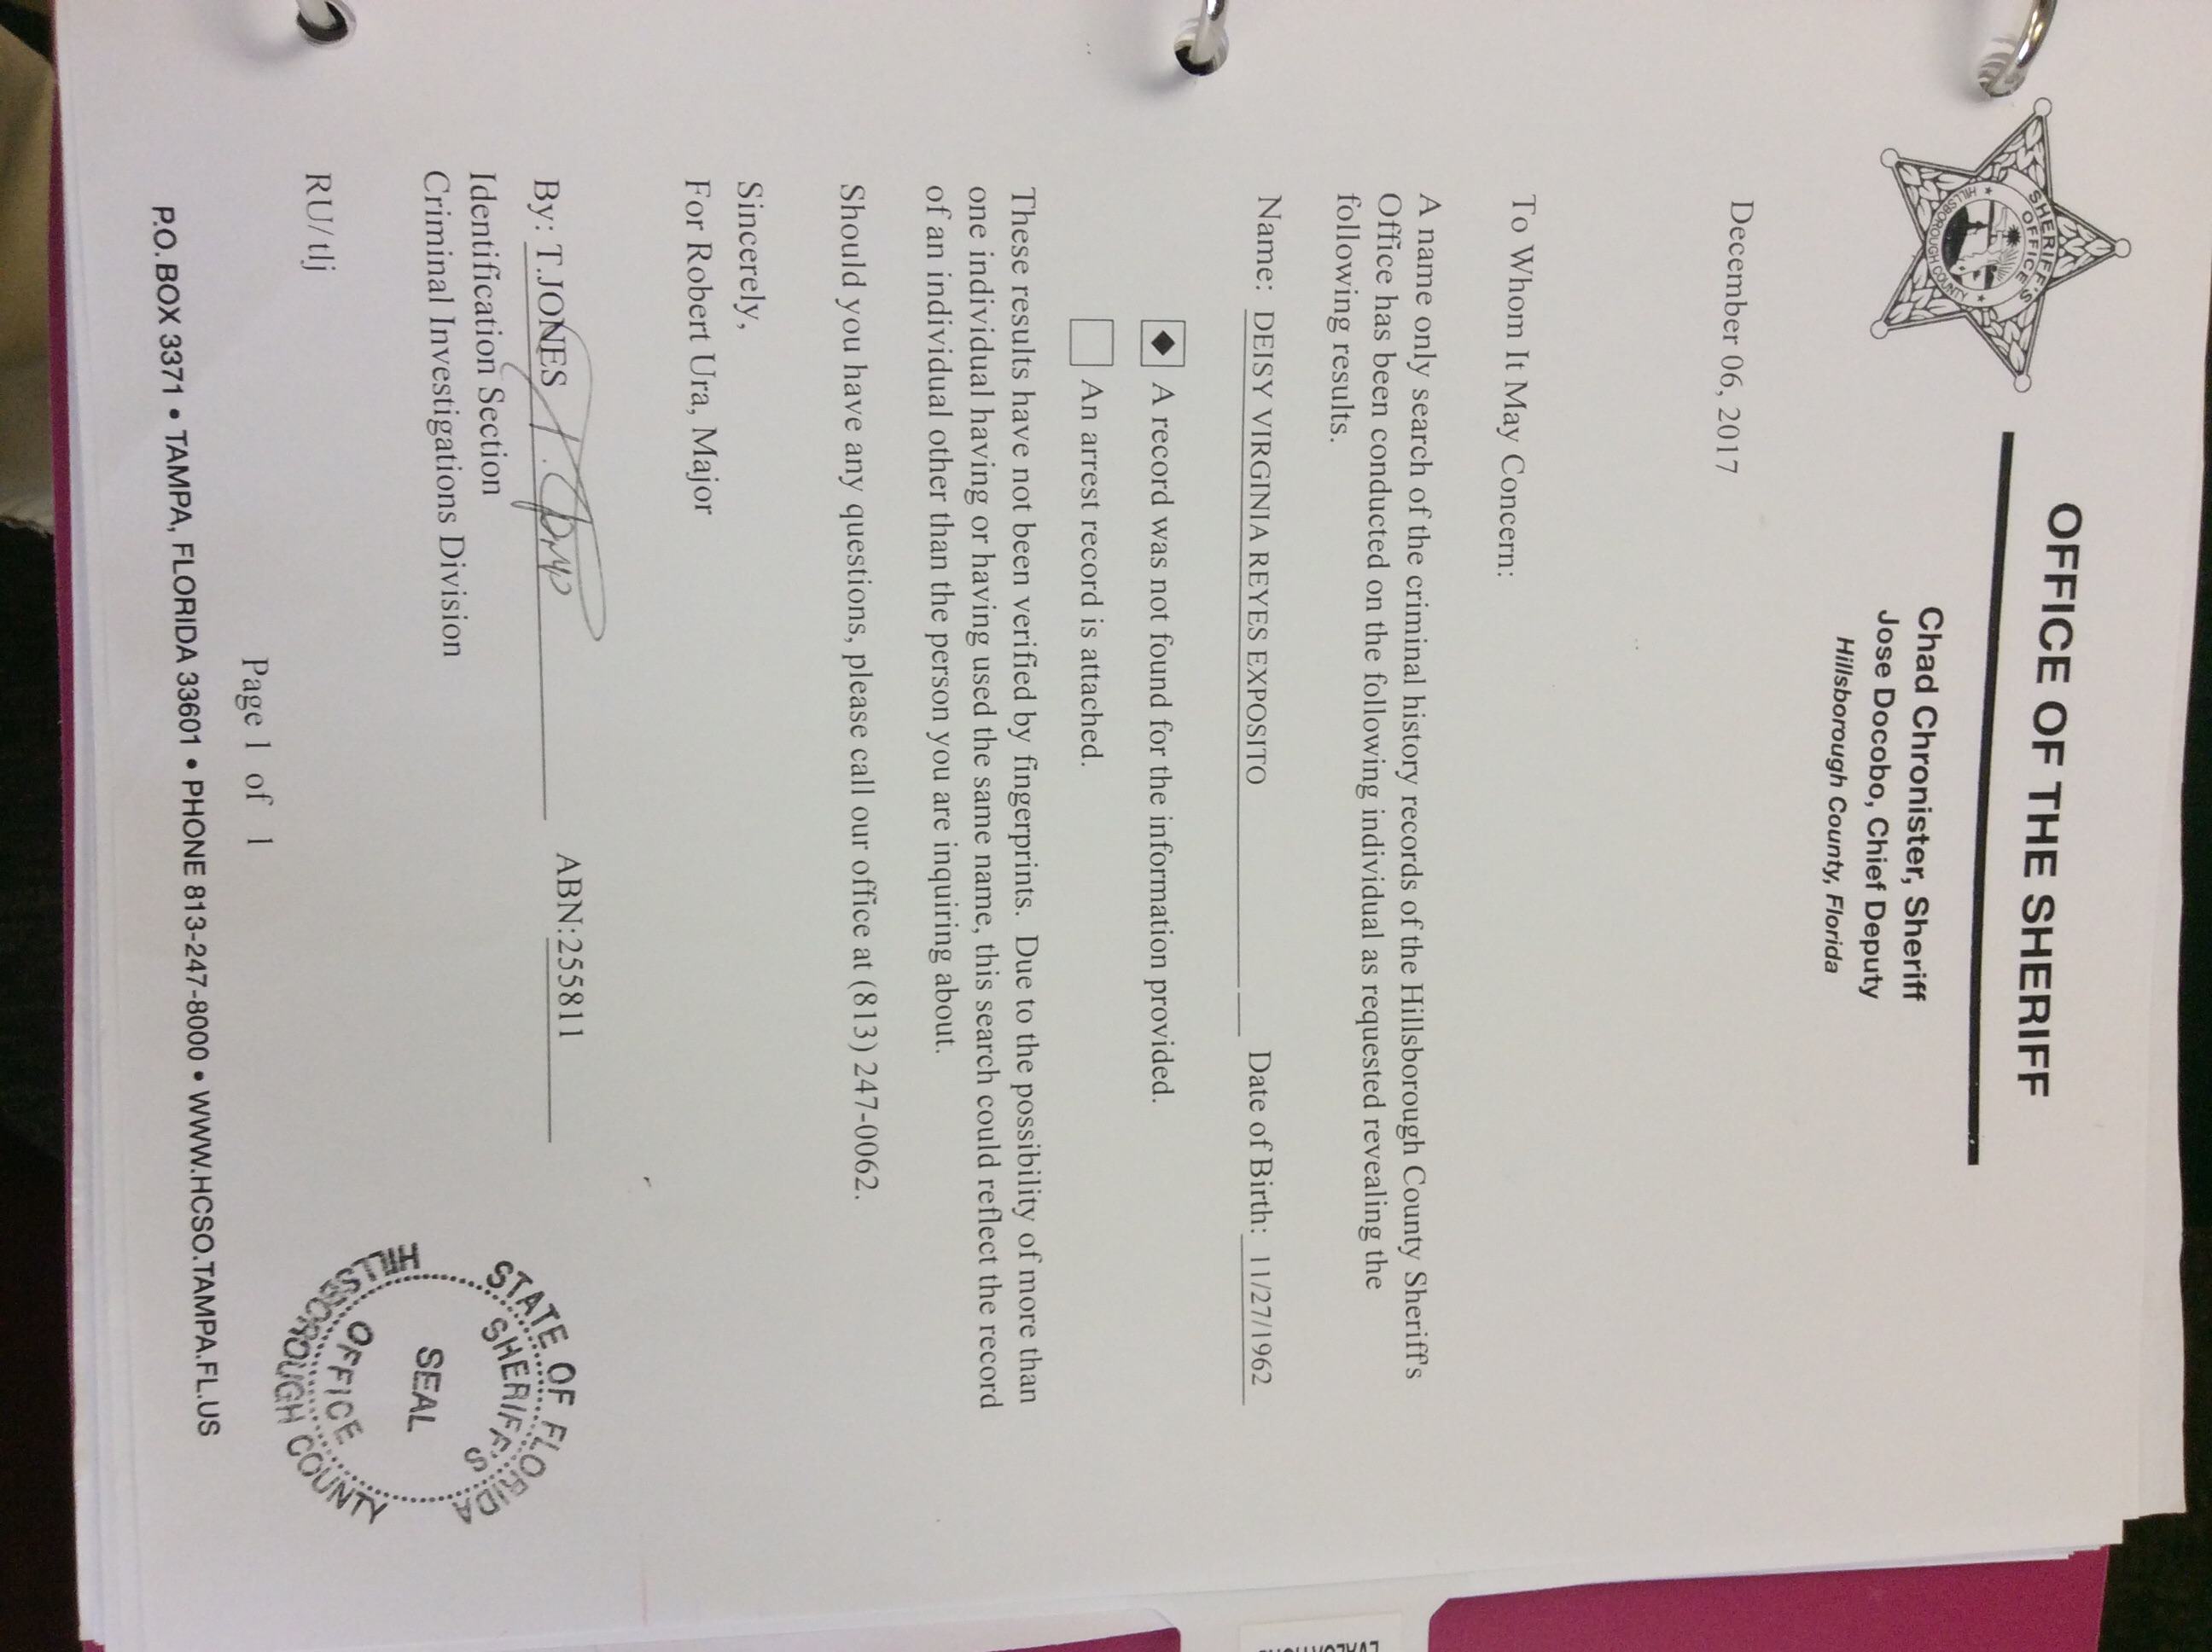 EVALUATIONS
SHERIFF'S
OFFICE
HILLSBOROUGH COUNTY
OFFICE OF THE SHERIFF
Chad Chronister, Sheriff
Jose Docobo, Chief Deputy
Hillsborough County, Florida
December 06, 2017
To Whom It May Concern:
A name only search of the criminal history records of the Hillsborough County Sheriff's
Office has been conducted on the following individual as requested revealing the
following results.
Name: DEISY VIRGINIA REYES EXPOSITO Date of Birth: 11/27/1962
A record was not found for the information provided.
An arrest record is attached.
These results have not been verified by fingerprints. Due to the possibility of more than
one individual having or having used the same name, this search could reflect the record
of an individual other than the person you are inquiring about.
Should you have any questions, please call our office at (813) 247-0062.
Sincerely,
For Robert Ura, Major
By: T.JONES ABN:255811
Identification Section
Criminal Investigations Division
STATE OF FLORIDA
SHERIFF'S
SEAL
OFFICE
HILLSBOROUGH COUNTY
RU/tlj
Page 1 of 1
P.O. BOX 3371 • TAMPA, FLORIDA 33601 • PHONE 813-247-8000 • WWW.HCSO.TAMPA.FL.US